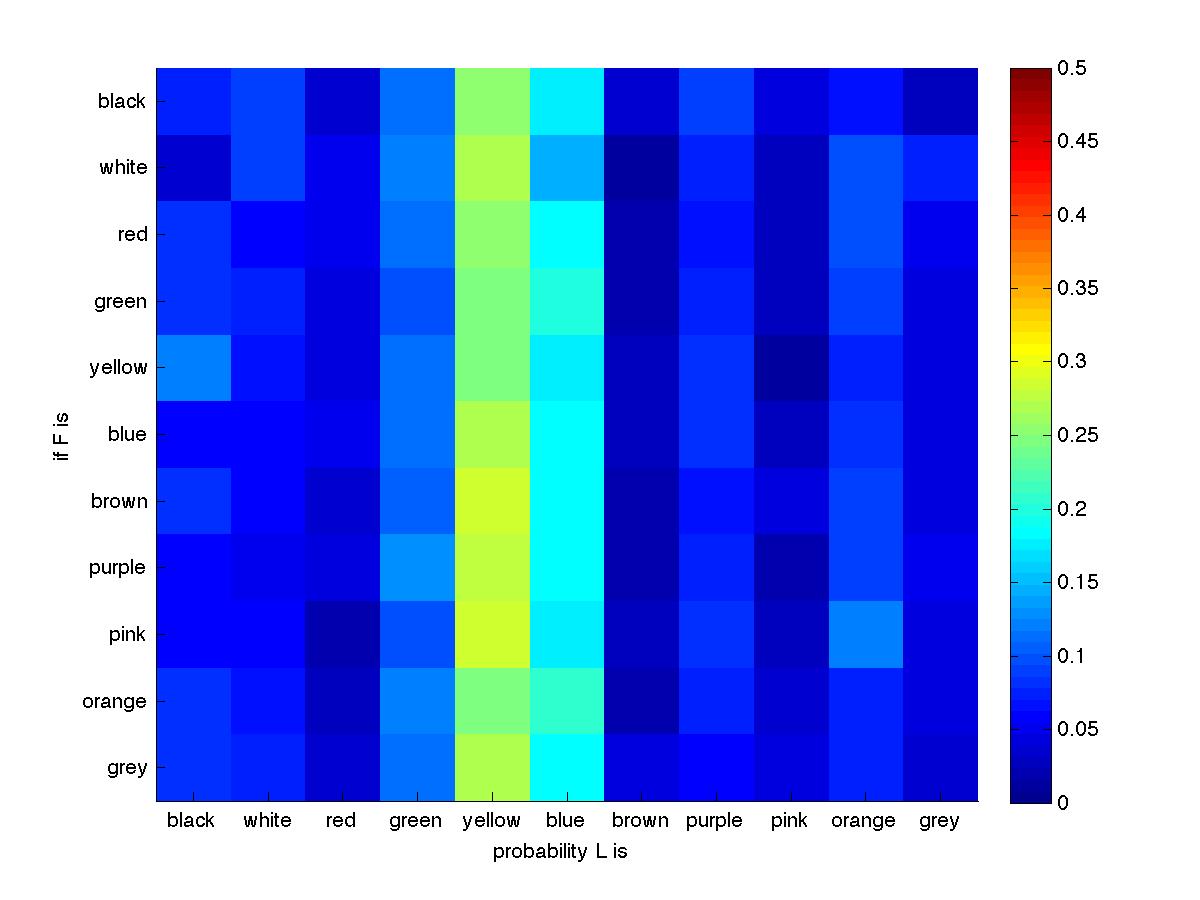 black
white
red
green
yellow
blue
brown
purple
pink
orange
grey
if F is
black white red green yellow blue brown purple pink orange grey
probability L is
0.5
0.45
0.4
0.35
0.3
0.25
0.2
0.15
0.1
0.05
0